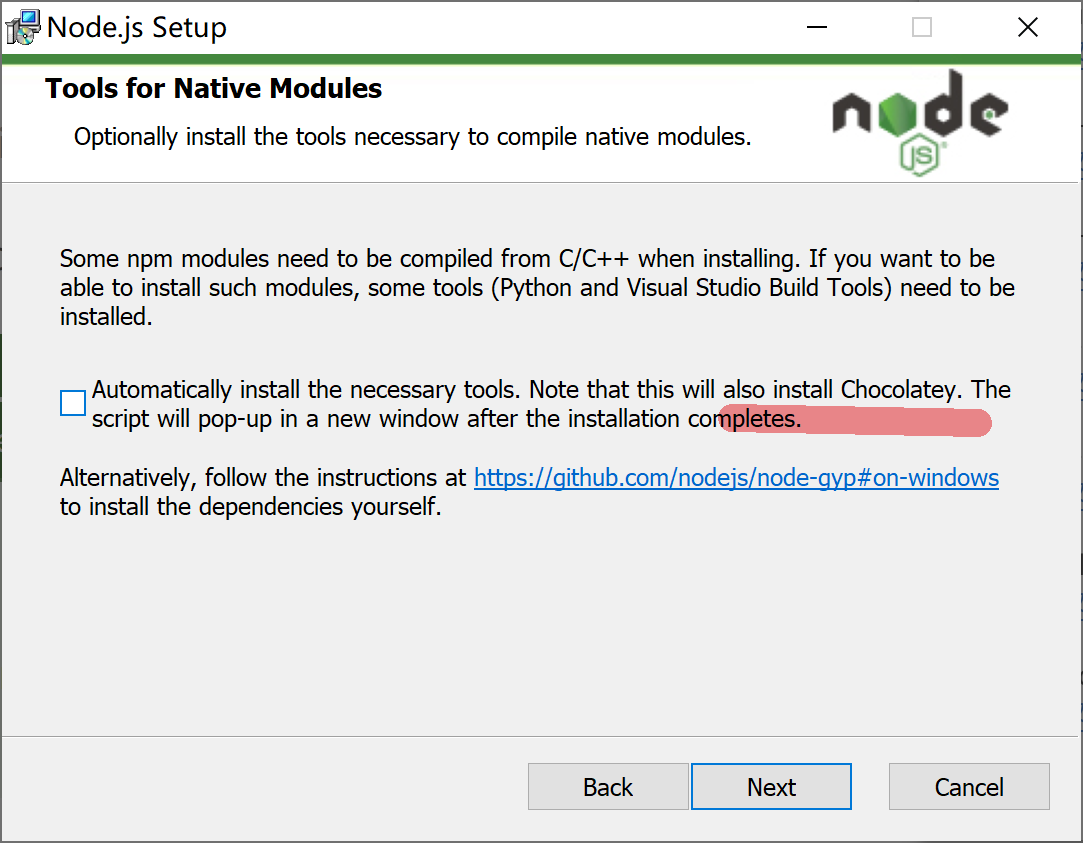 Node.js Setup
Tools for Native Modules
Optionally install the tools necessary to compile native modules.
node
JS
Some npm modules need to be compiled from C/C++ when installing. If you want to be
able to install such modules, some tools (Python and Visual Studio Build Tools) need to be
installed.
Automatically install the necessary tools. Note that this will also install Chocolatey. The
script will pop-up in a new window after the installation completes.
Alternatively, follow the instructions at https://github.com/nodejs/node-gyp#on-windows
to install the dependencies yourself.
Back Next Cancel